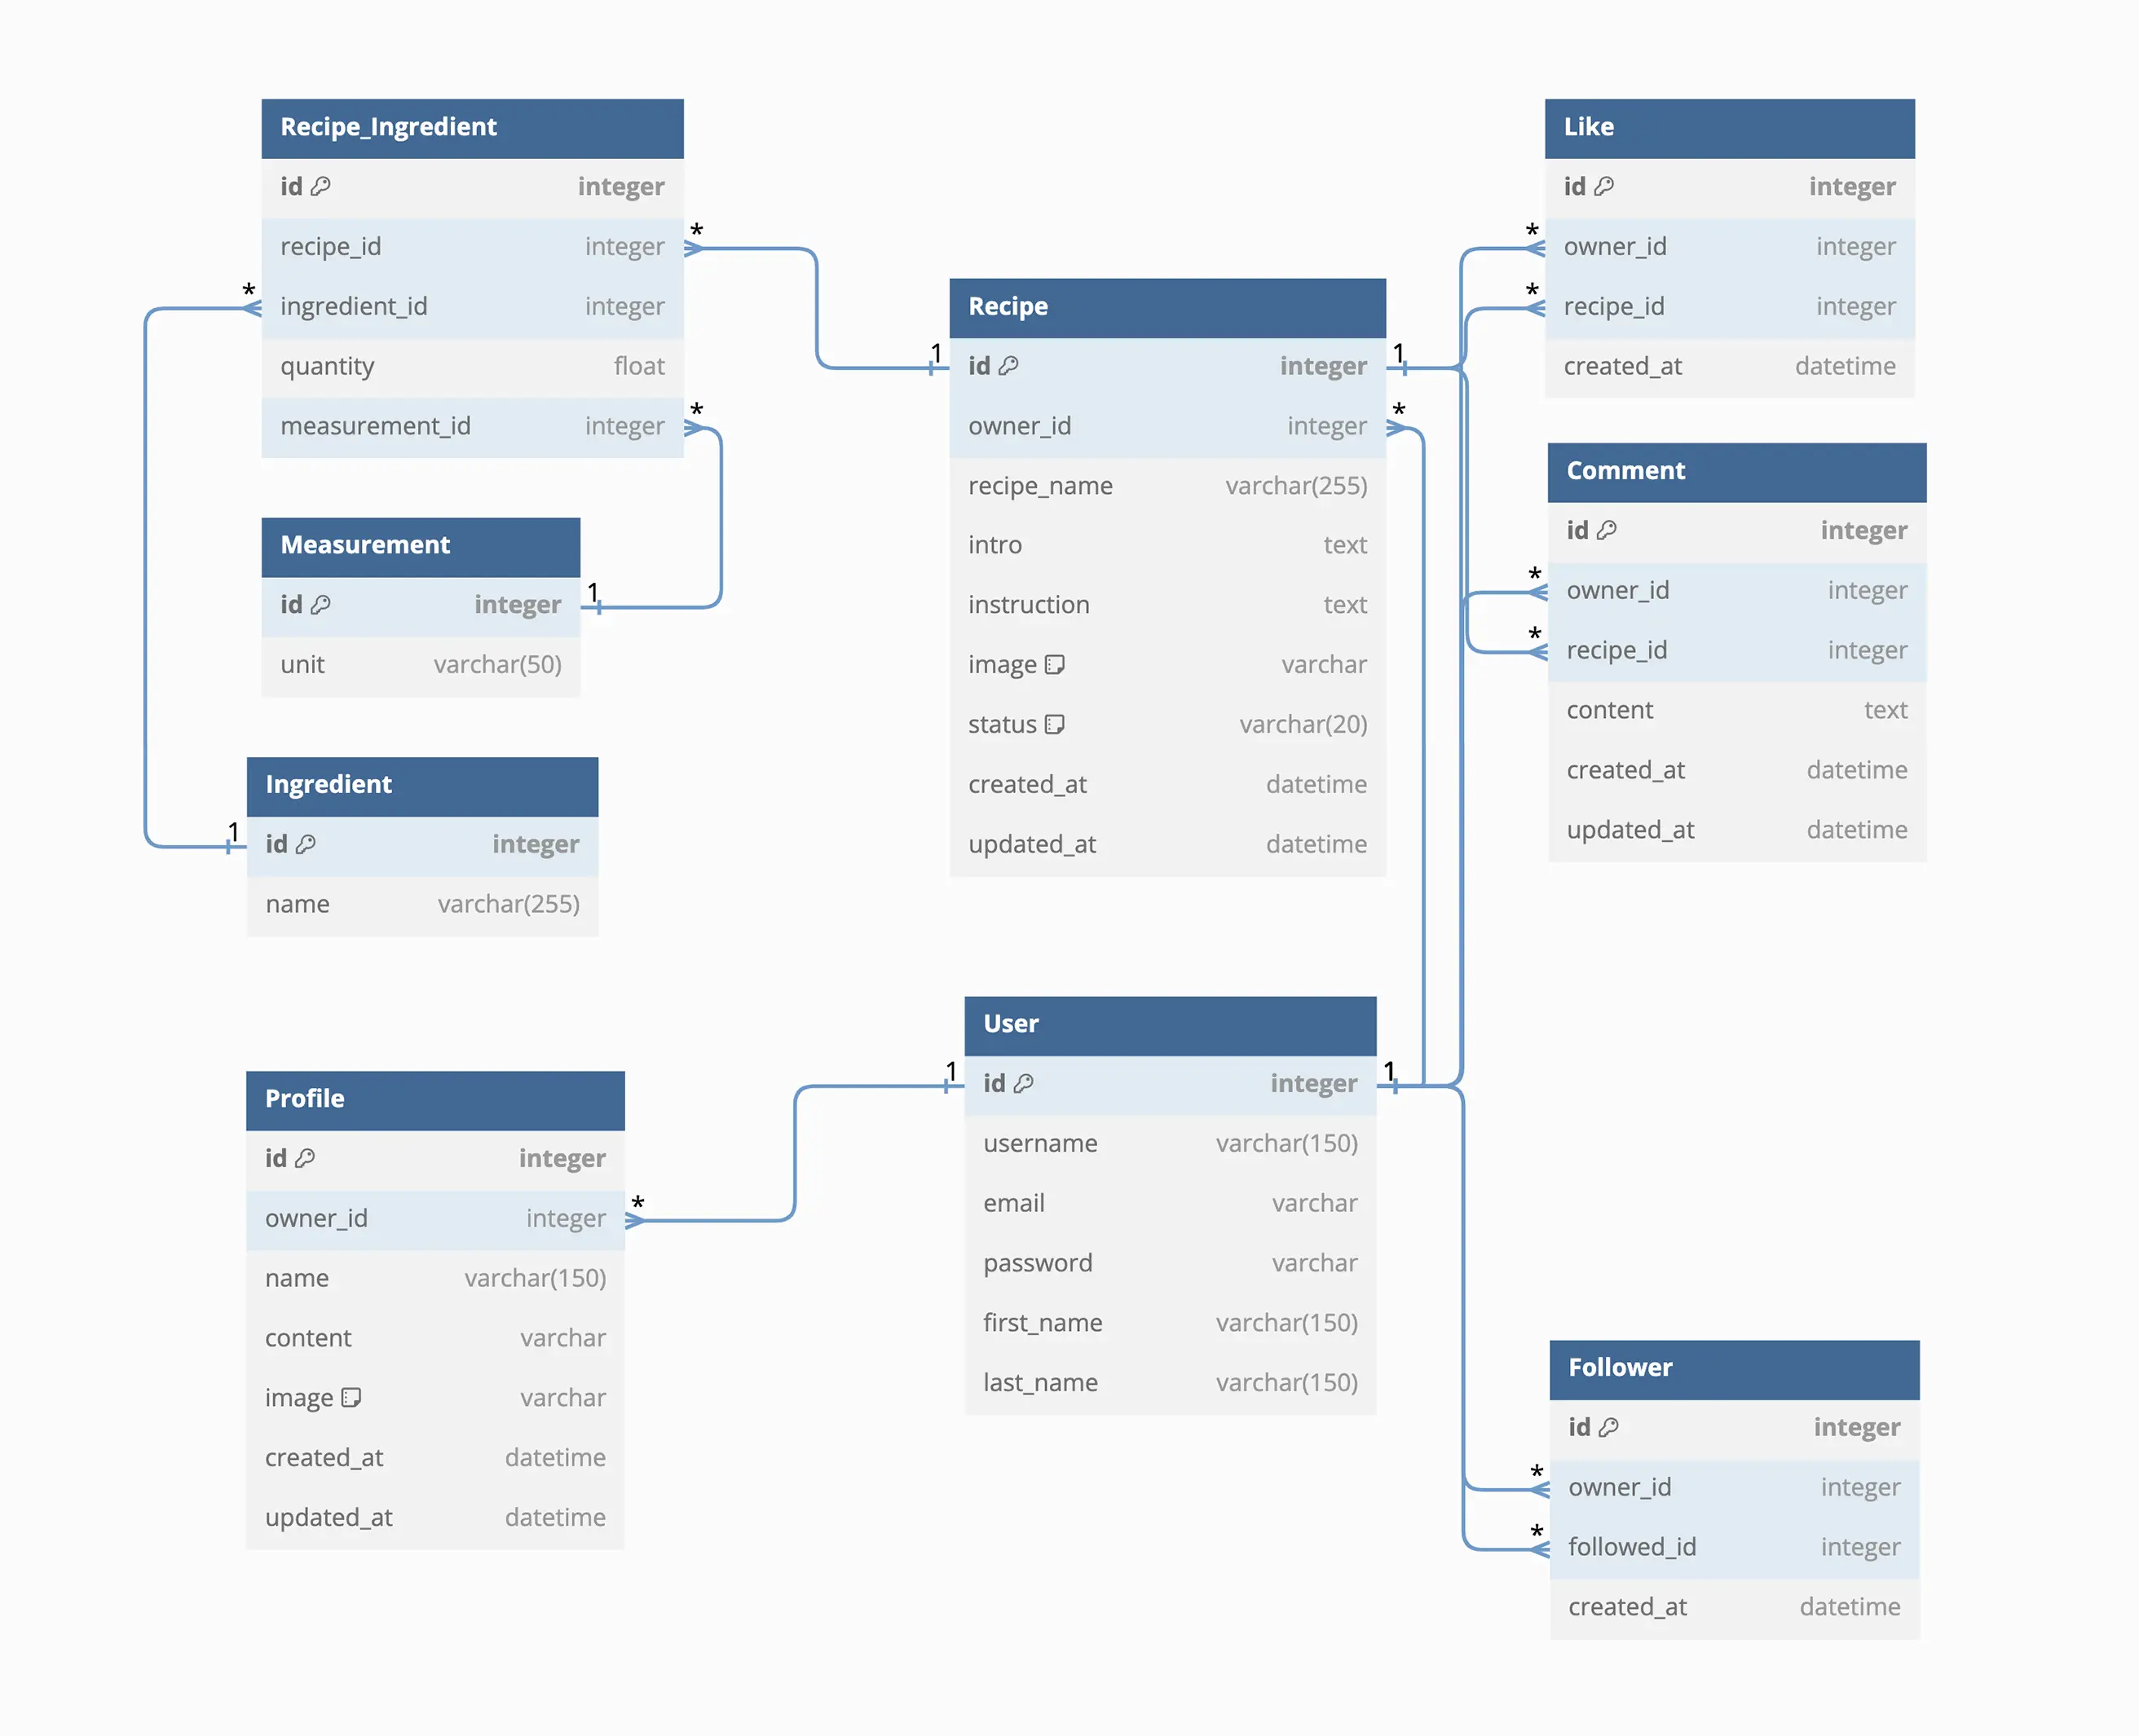 Recipe_Ingredient
id integer
* recipe_id integer
* ingredient_id integer
quantity float
* measurement_id integer
Measurement
id integer 1
unit varchar(50)
Ingredient
1 id integer
name varchar(255)
Profile
id integer
owner_id integer *
name varchar(150)
content varchar
image varchar
created_at datetime
updated_at datetime
Recipe
1 id integer 1
owner_id integer *
recipe_name varchar(255)
intro text
instruction text
image varchar
status varchar(20)
created_at datetime
updated_at datetime
User
1 id integer 1
username varchar(150)
email varchar
password varchar
first_name varchar(150)
last_name varchar(150)
Like
id integer
* owner_id integer
* recipe_id integer
created_at datetime
Comment
id integer
* owner_id integer
* recipe_id integer
content text
created_at datetime
updated_at datetime
Follower
id integer
* owner_id integer
* followed_id integer
created_at datetime